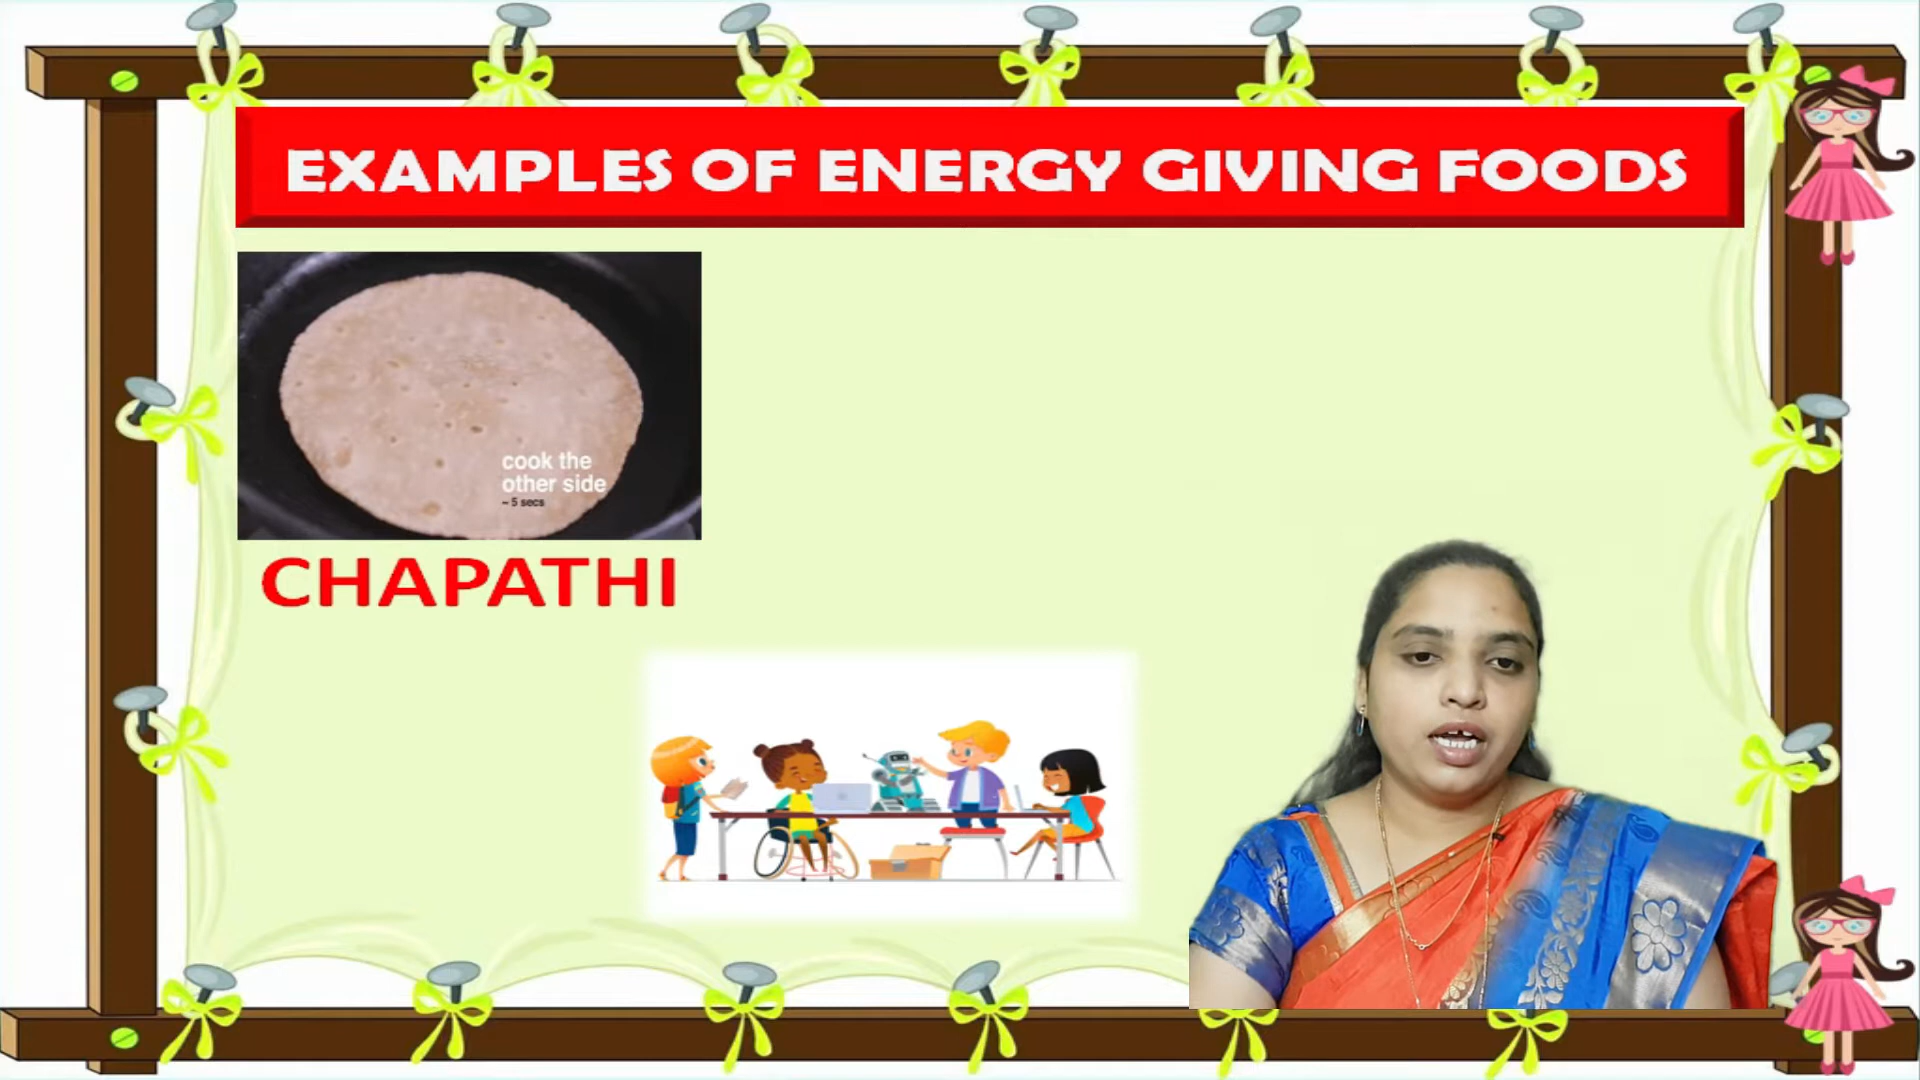 EXAMPLES OF ENERGY GIVING FOODS
cook the
other side
~ 5 secs
CHAPATHI